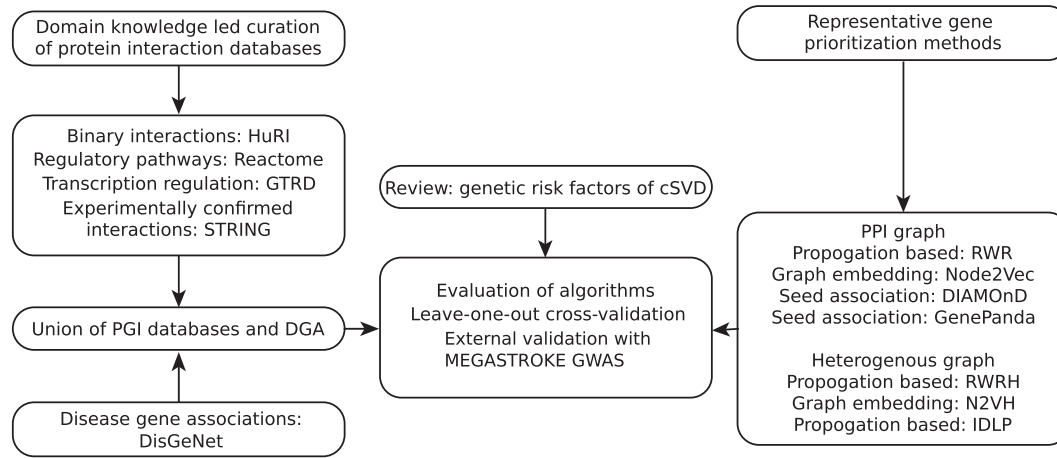 Domain knowledge led curation
of protein interaction databases
Binary interactions: HuRI
Regulatory pathways: Reactome
Transcription regulation: GTRD
Experimentally confirmed
interactions: STRING
Union of PGI databases and DGA
Disease gene associations:
DisGeNet
Review: genetic risk factors of cSVD
Evaluation of algorithms
Leave-one-out cross-validation
External validation with
MEGASTROKE GWAS
Representative gene
prioritization methods
PPI graph
Propogation based: RWR
Graph embedding: Node2Vec
Seed association: DIAMOnD
Seed association: GenePanda
Heterogenous graph
Propogation based: RWRH
Graph embedding: N2VH
Propogation based: IDLP